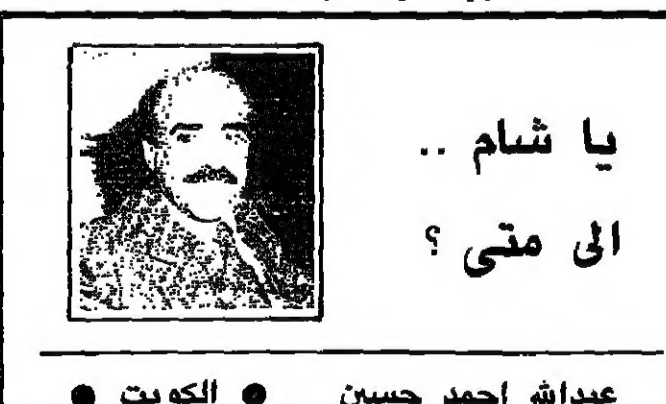 يا شام ..
الى متى ؟
عبدالله احمد حسين ● الكويت ●